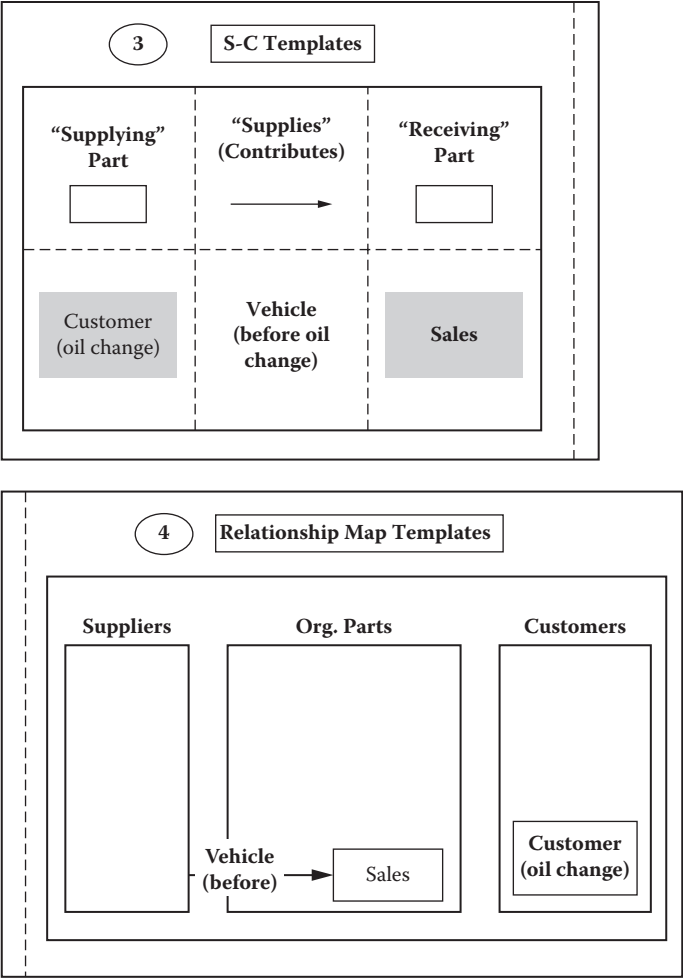 3
S-C Templates
“Supplying”
Part
“Supplies”
(Contributes)
“Receiving”
Part
Customer
(oil change)
Vehicle
(before oil
change)
Sales
4
Relationship Map Templates
Suppliers
Org. Parts
Customers
Vehicle
(before)
Sales
Customer
(oil change)